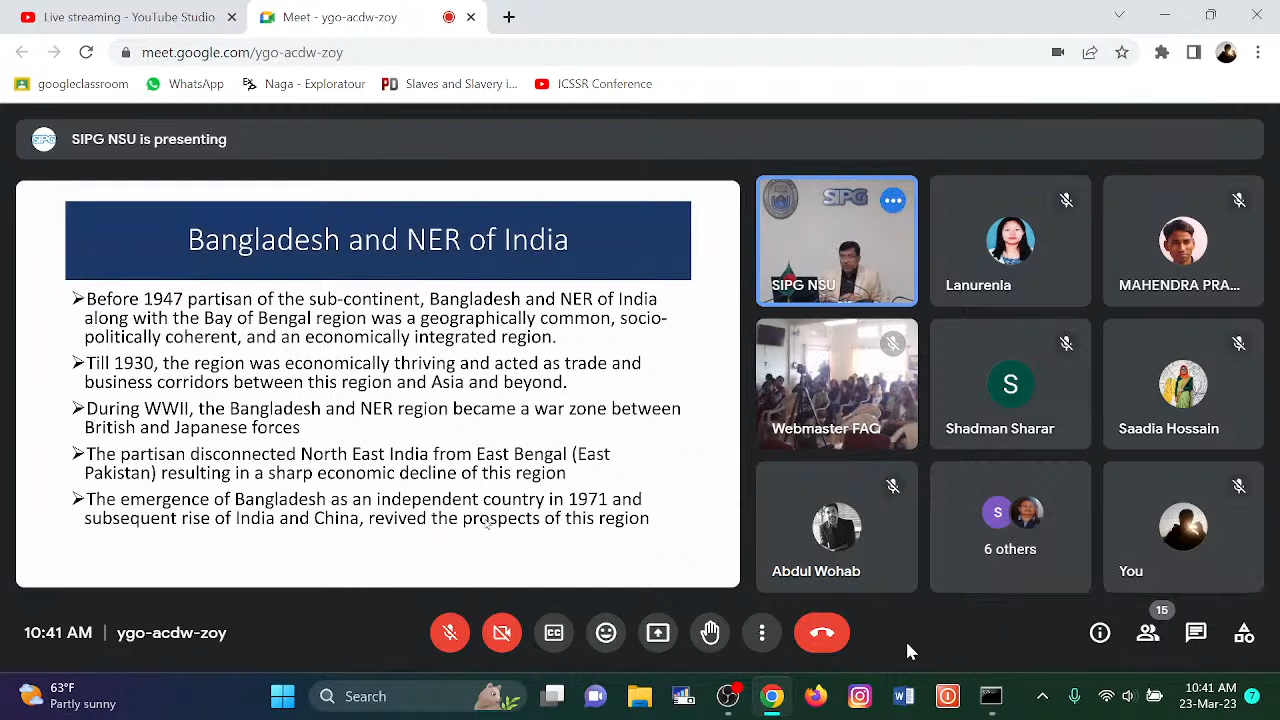 Live streaming - YouTube Studio
Meet - ygo-acdw-zoy
meet.google.com/ygo-acdw-zoy
googleclassroom
WhatsApp
Naga - Exploratour
PD
Slaves and Slavery i...
ICSSR Conference
SIPG
SIPG NSU is presenting
Bangladesh and NER of India
Before 1947 partisan of the sub-continent, Bangladesh and NER of India
along with the Bay of Bengal region was a geographically common, socio-
politically coherent, and an economically integrated region.
Till 1930, the region was economically thriving and acted as trade and
business corridors between this region and Asia and beyond.
During WWII, the Bangladesh and NER region became a war zone between
British and Japanese forces
The partisan disconnected North East India from East Bengal (East
Pakistan) resulting in a sharp economic decline of this region
The emergence of Bangladesh as an independent country in 1971 and
subsequent rise of India and China, revived the prospects of this region
SIPG
SIPG NSU
Lanurenla
MAHENDRA PRA...
Webmaster FAC
S
Shadman Sharar
Saadia Hossain
Abdul Wohab
S
6 others
You
10:41 AM
ygo-acdw-zoy
CC
15
63°F
Partly sunny
Search
10:41 AM
23-Mar-23
7